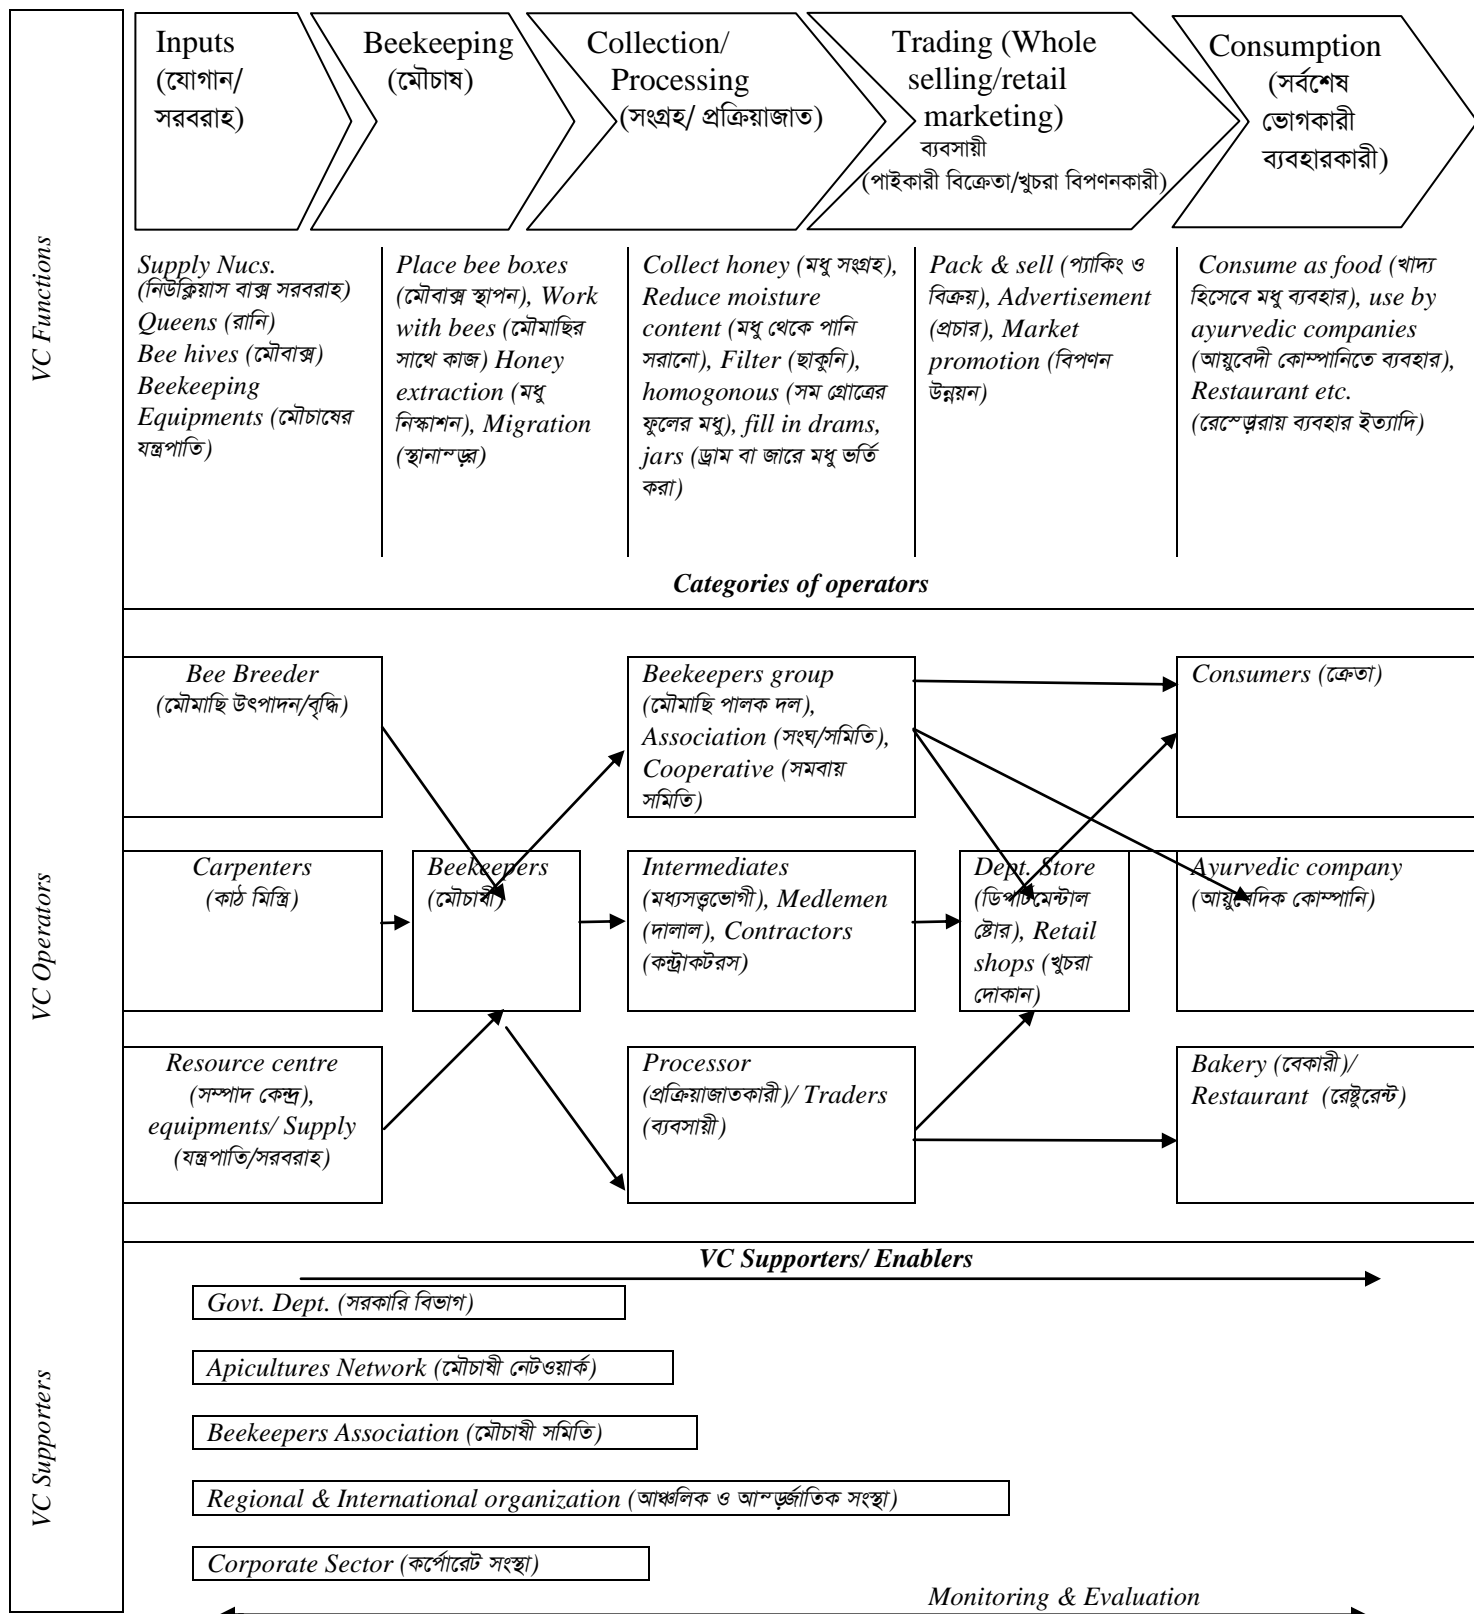 Inputs
(যোগান/
সরবরাহ)
Beekeeping
(মৌচাষ)
Collection/
Processing
(সংগ্রহ/ প্রক্রিয়াজাত)
Trading (Whole
selling/retail
marketing)
ব্যবসায়ী
(পাইকারী বিক্রেতা/খুচরা বিপণনকারী)
Consumption
(সর্বশেষ
ভোগকারী
ব্যবহারকারী)
VC Functions
Supply Nucs.
(নিউক্লিয়াস বাক্স সরবরাহ)
Queens (রানি)
Bee hives (মৌবাক্স)
Beekeeping
Equipments (মৌচাষের
যন্ত্রপাতি)
Place bee boxes
(মৌবাক্স স্থাপন), Work
with bees (মৌমাছির
সাথে কাজ) Honey
extraction (মধু
নিস্কাশন), Migration
(স্থানান্ড়র)
Collect honey (মধু সংগ্রহ),
Reduce moisture
content (মধু থেকে পানি
সরানো), Filter (ছাকুনি),
homogonous (সম গ্রোত্রের
ফুলের মধু), fill in drams,
jars (ড্রাম বা জারে মধু ভর্তি
করা)
Pack & sell (প্যাকিং ও
বিক্রয়), Advertisement
(প্রচার), Market
promotion (বিপণন
উন্নয়ন)
Consume as food (খাদ্য
হিসেবে মধু ব্যবহার), use by
ayurvedic companies
(আয়ুবেদী কোম্পানিতে ব্যবহার),
Restaurant etc.
(রেস্ড়েুরায় ব্যবহার ইত্যাদি)
Categories of operators
VC Operators
Bee Breeder
(মৌমাছি উৎপাদন/বৃদ্ধি)
Beekeepers group
(মৌমাছি পালক দল),
Association (সংঘ/সমিতি),
Cooperative (সমবায়
সমিতি)
Consumers (ক্রেতা)
Carpenters
(কাঠ মিস্ত্রি)
Beekeepers
(মৌচাষী)
Intermediates
(মধ্যসত্ত্বভোগী), Medlemen
(দালাল), Contractors
(কন্ট্রাকটরস)
Dept. Store
(ডিপার্টমেন্টাল
ষ্টোর), Retail
shops (খুচরা
দোকান)
Ayurvedic company
(আয়ুবেদিক কোম্পানি)
Resource centre
(সম্পাদ কেন্দ্র),
equipments/ Supply
(যন্ত্রপাতি/সরবরাহ)
Processor
(প্রক্রিয়াজাতকারী)/ Traders
(ব্যবসায়ী)
Bakery (বেকারী)/
Restaurant (রেষ্টুরেন্ট)
VC Supporters/ Enablers
VC Supporters
Govt. Dept. (সরকারি বিভাগ)
Apicultures Network (মৌচাষী নেটওয়ার্ক)
Beekeepers Association (মৌচাষী সমিতি)
Regional & International organization (আঞ্চলিক ও আন্ড়র্জাতিক সংস্থা)
Corporate Sector (কর্পোরেট সংস্থা)
Monitoring & Evaluation